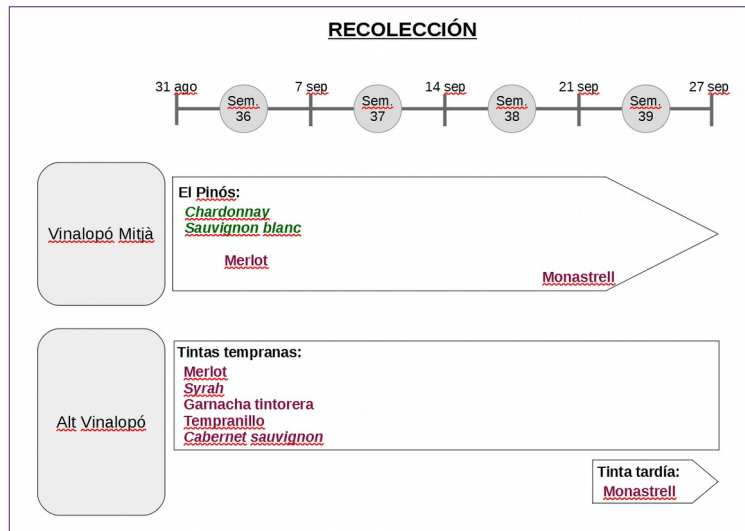 RECOLECCIÓN
31 ago
7 sep
14 sep
21 sep
27 sep
Sem.
36
Sem.
37
Sem.
38
Sem.
39
Vinalopó Mitjà
El Pinós:
Chardonnay
Sauvignon blanc
Merlot
Monastrell
Alt Vinalopó
Tintas tempranas:
Merlot
Syrah
Garnacha tintorera
Tempranillo
Cabernet sauvignon
Tinta tardía:
Monastrell